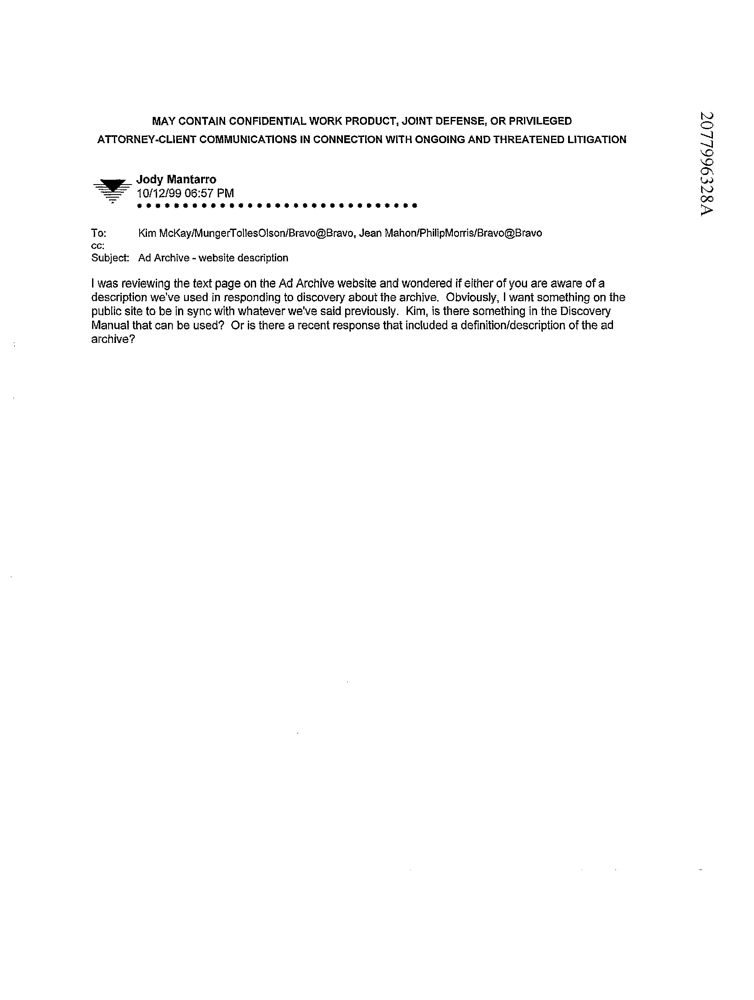 MAY CONTAIN CONFIDENTIAL WORK PRODUCT, JOINT DEFENSE, OR PRIVILEGED
ATTORNEY-CLIENT COMMUNICATIONS IN CONNECTION WITH ONGOING AND THREATENED LITIGATION
2077996328A
Jody Mantarro
10/12/99 06:57 PM
To: Kim McKay/MungerTollesOlson/Bravo@Bravo, Jean Mahon/PhilipMorris/Bravo@Bravo
cc:
Subject: Ad Archive - website description
I was reviewing the text page on the Ad Archive website and wondered if either of you are aware of a
description we've used in responding to discovery about the archive. Obviously, I want something on the
public site to be in sync with whatever we've said previously. Kim, is there something in the Discovery
Manual that can be used? Or is there a recent response that included a definition/description of the ad
archive?